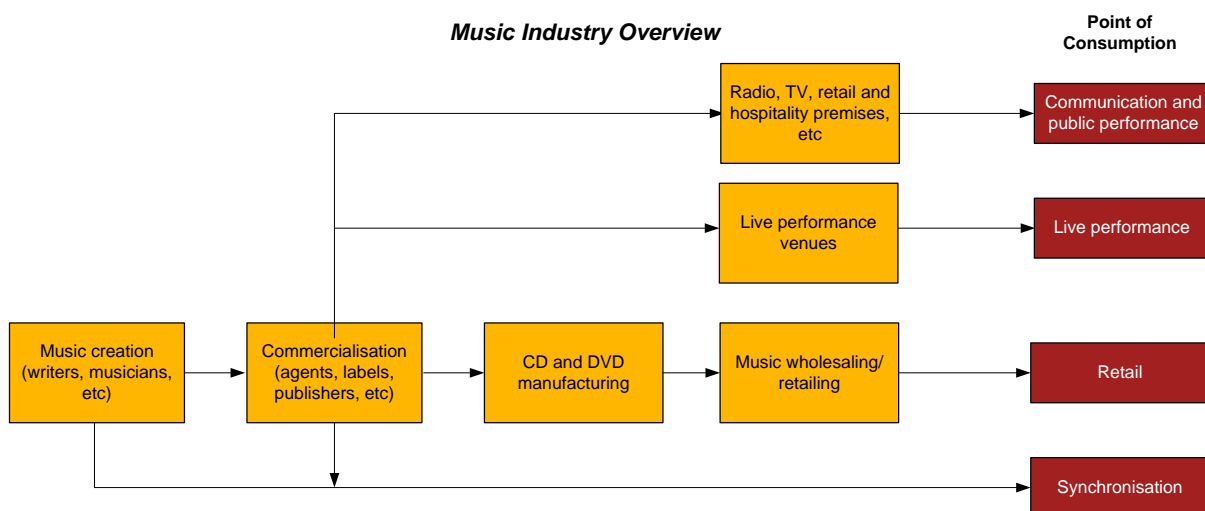 Music Industry Overview
Point of
Consumption
Radio, TV, retail and
hospitality premises,
etc
Communication and
public performance
Live performance
venues
Live performance
Music creation
(writers, musicians,
etc)
Commercialisation
(agents, labels,
publishers, etc)
CD and DVD
manufacturing
Music wholesaling/
retailing
Retail
Synchronisation